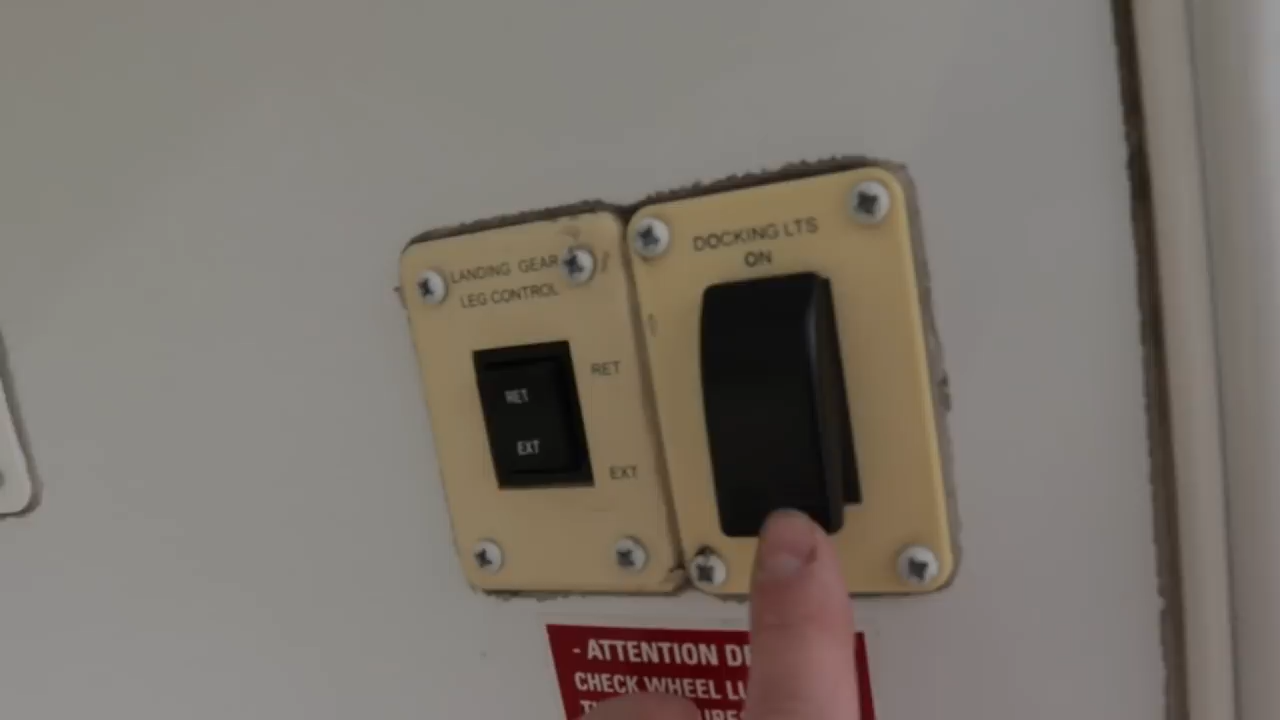 LANDING GEAR
LEG CONTROL
RET
RET
EXT
EXT
DOCKING LTS
ON
- ATTENTION
CHECK WHEEL